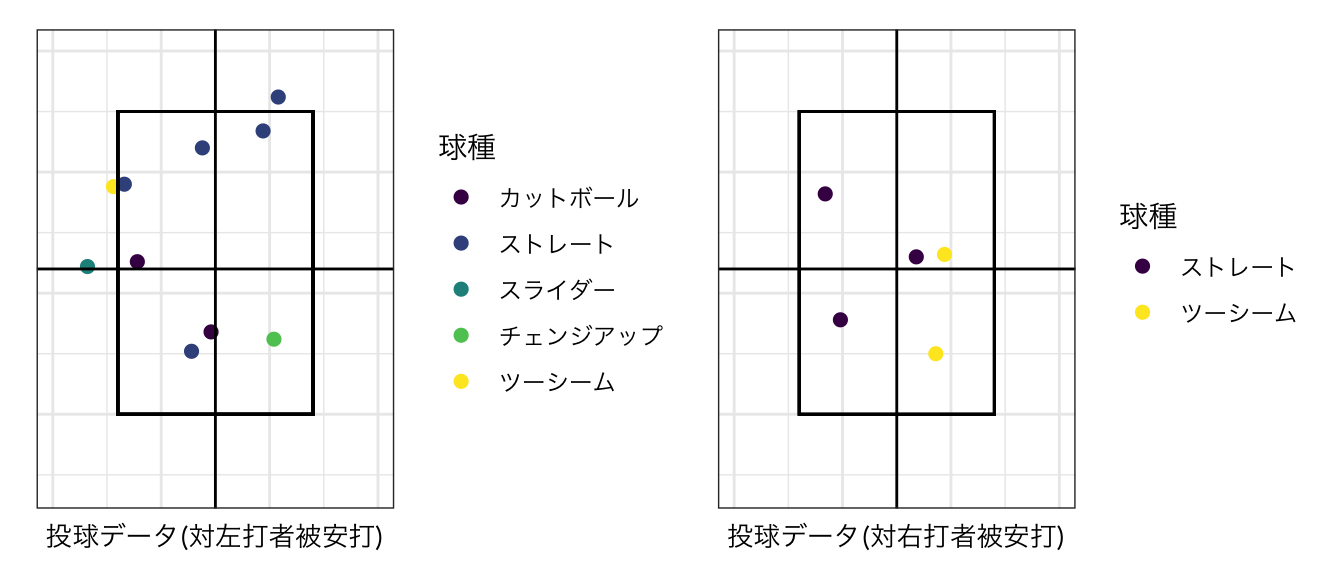 球種
カットボール
ストレート
スライダー
チェンジアップ
ツーシーム
投球データ(対左打者被安打)
球種
ストレート
ツーシーム
投球データ(対右打者被安打)